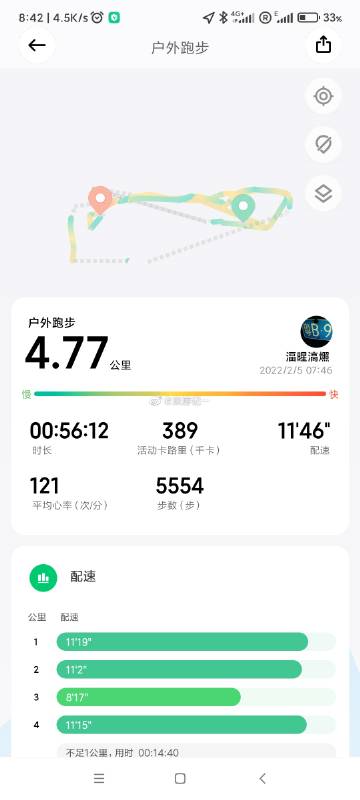 8:42 | 4.5K/s 4G+ R E 33%
户外跑步
户外跑步
4.77 公里
2022/2/5 07:46
慢 快
00:56:12 389 11'46"
时长 活动卡路里 (千卡) 配速
121 5554
平均心率 (次/分) 步数 (步)
配速
公里 配速
1 11'19"
2 11'2"
3 8'17"
4 11'15"
不足1公里，用时 00:14:40